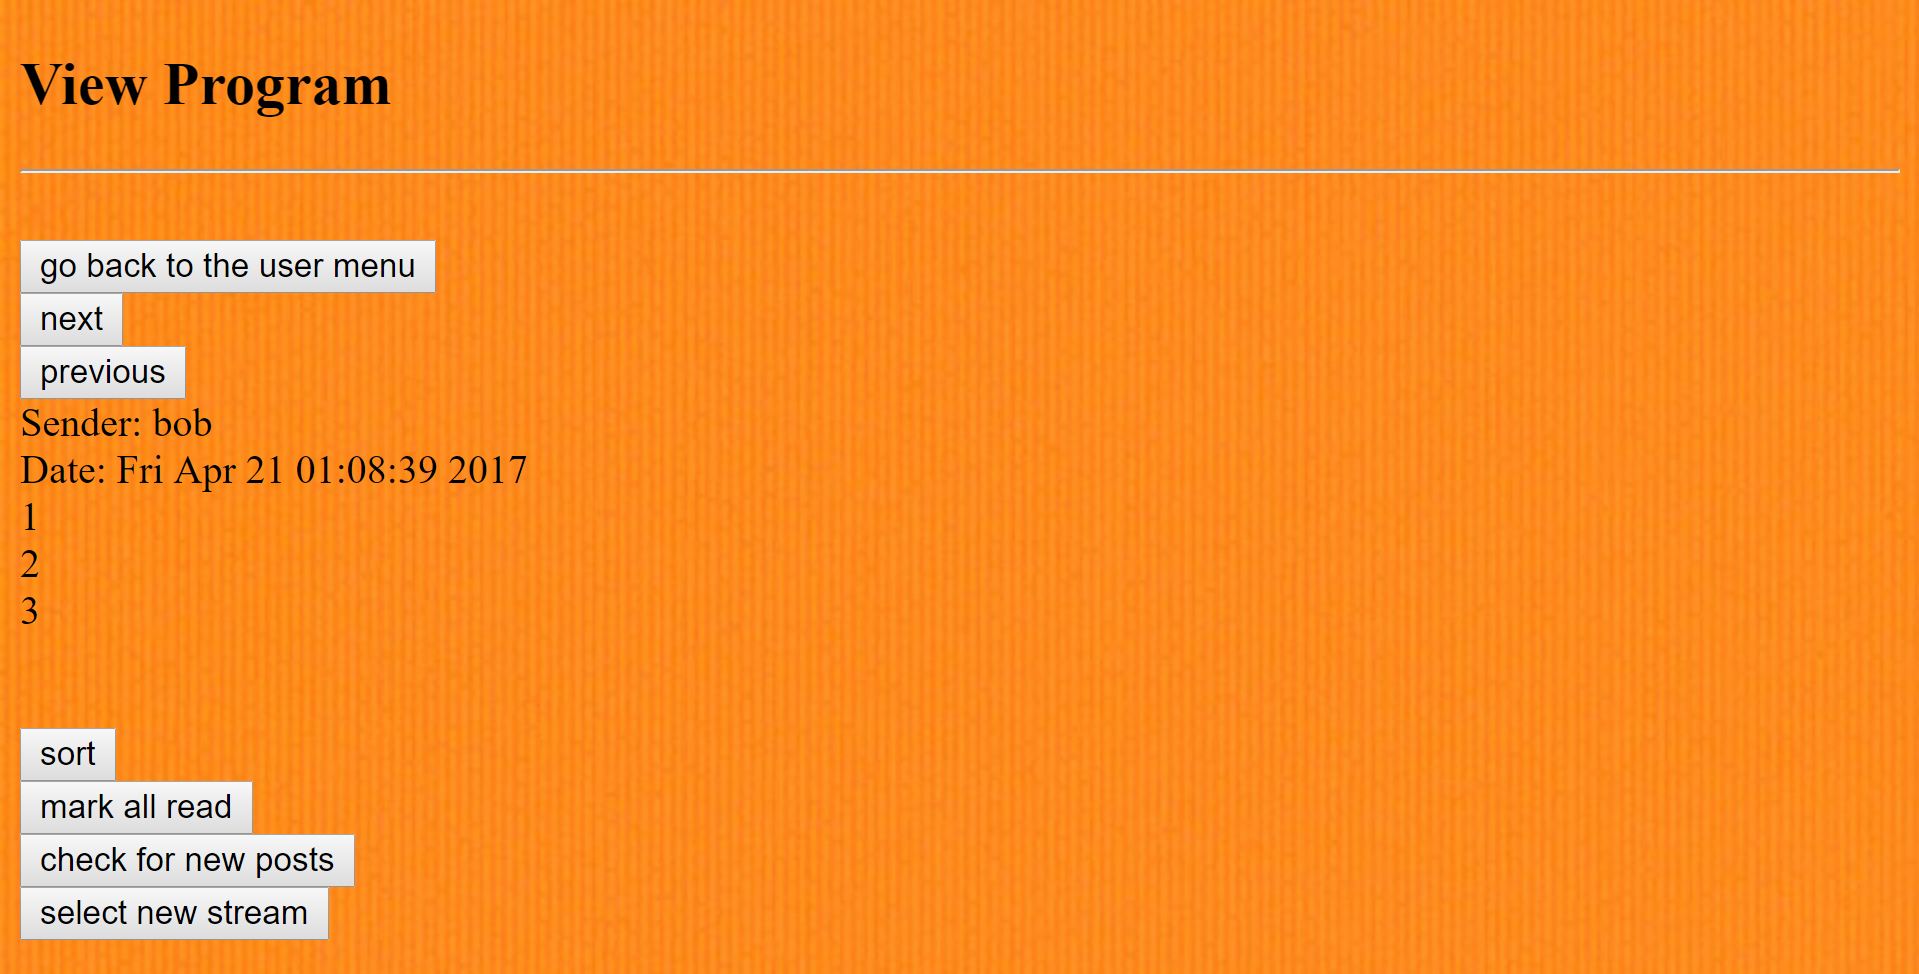 View Program
go back to the user menu
next
previous
Sender: bob
Date: Fri Apr 21 01:08:39 2017
1
2
3
sort
mark all read
check for new posts
select new stream